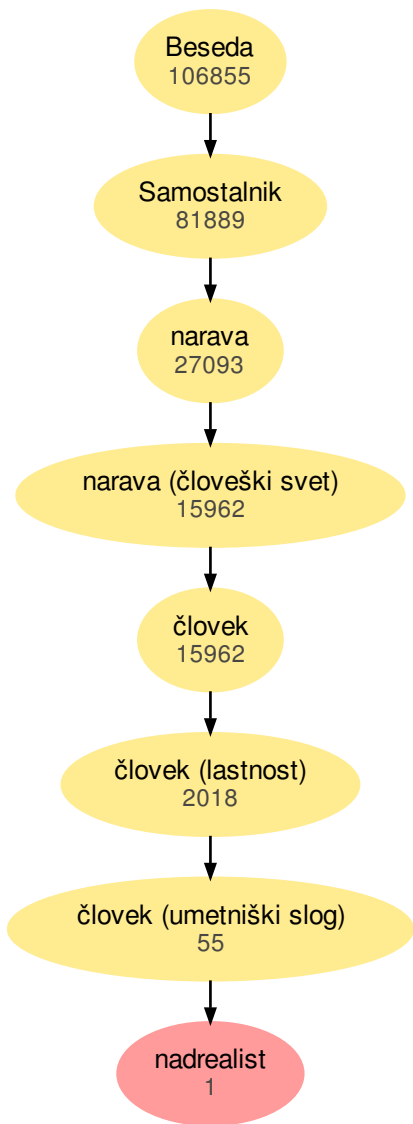 Beseda
106855
Samostalnik
81889
narava
27093
narava (človeški svet)
15962
človek
15962
človek (lastnost)
2018
človek (umetniški slog)
55
nadrealist
1